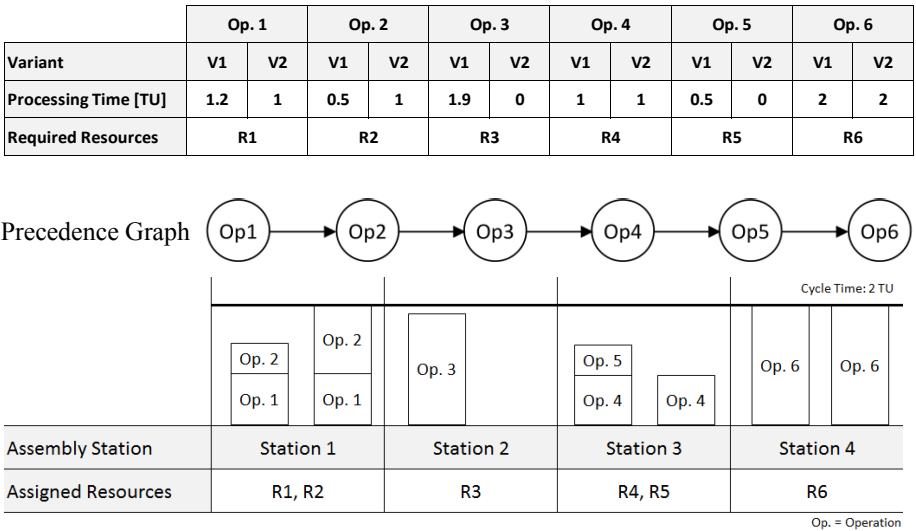 Op. 1 Op. 2 Op. 3 Op. 4 Op. 5 Op. 6
Variant V1 V2 V1 V2 V1 V2 V1 V2 V1 V2 V1 V2
Processing Time [TU] 1.2 1 0.5 1 1.9 0 1 1 0.5 0 2 2
Required Resources R1 R2 R3 R4 R5 R6
Precedence Graph Op1 Op2 Op3 Op4 Op5 Op6
Cycle Time: 2 TU
Op. 2 Op. 2 Op. 3 Op. 5 Op. 6 Op. 6
Op. 1 Op. 1 Op. 4 Op. 4
Assembly Station Station 1 Station 2 Station 3 Station 4
Assigned Resources R1, R2 R3 R4, R5 R6
Op. = Operation